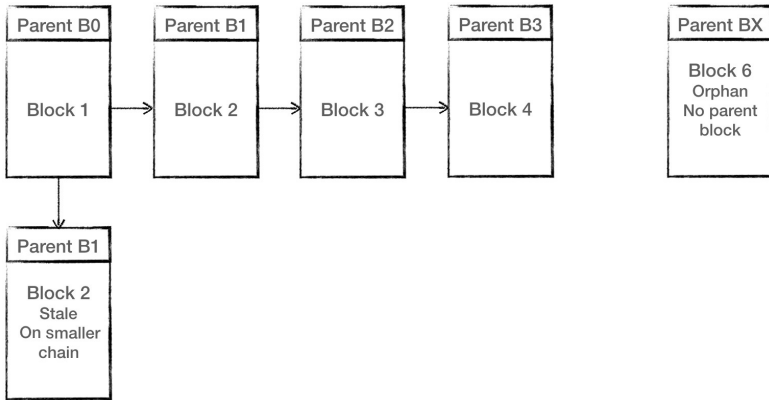 Parent B0
Block 1
Parent B1
Block 2
Parent B2
Block 3
Parent B3
Block 4
Parent BX
Block 6
Orphan
No parent
block
Parent B1
Block 2
Stale
On smaller
chain